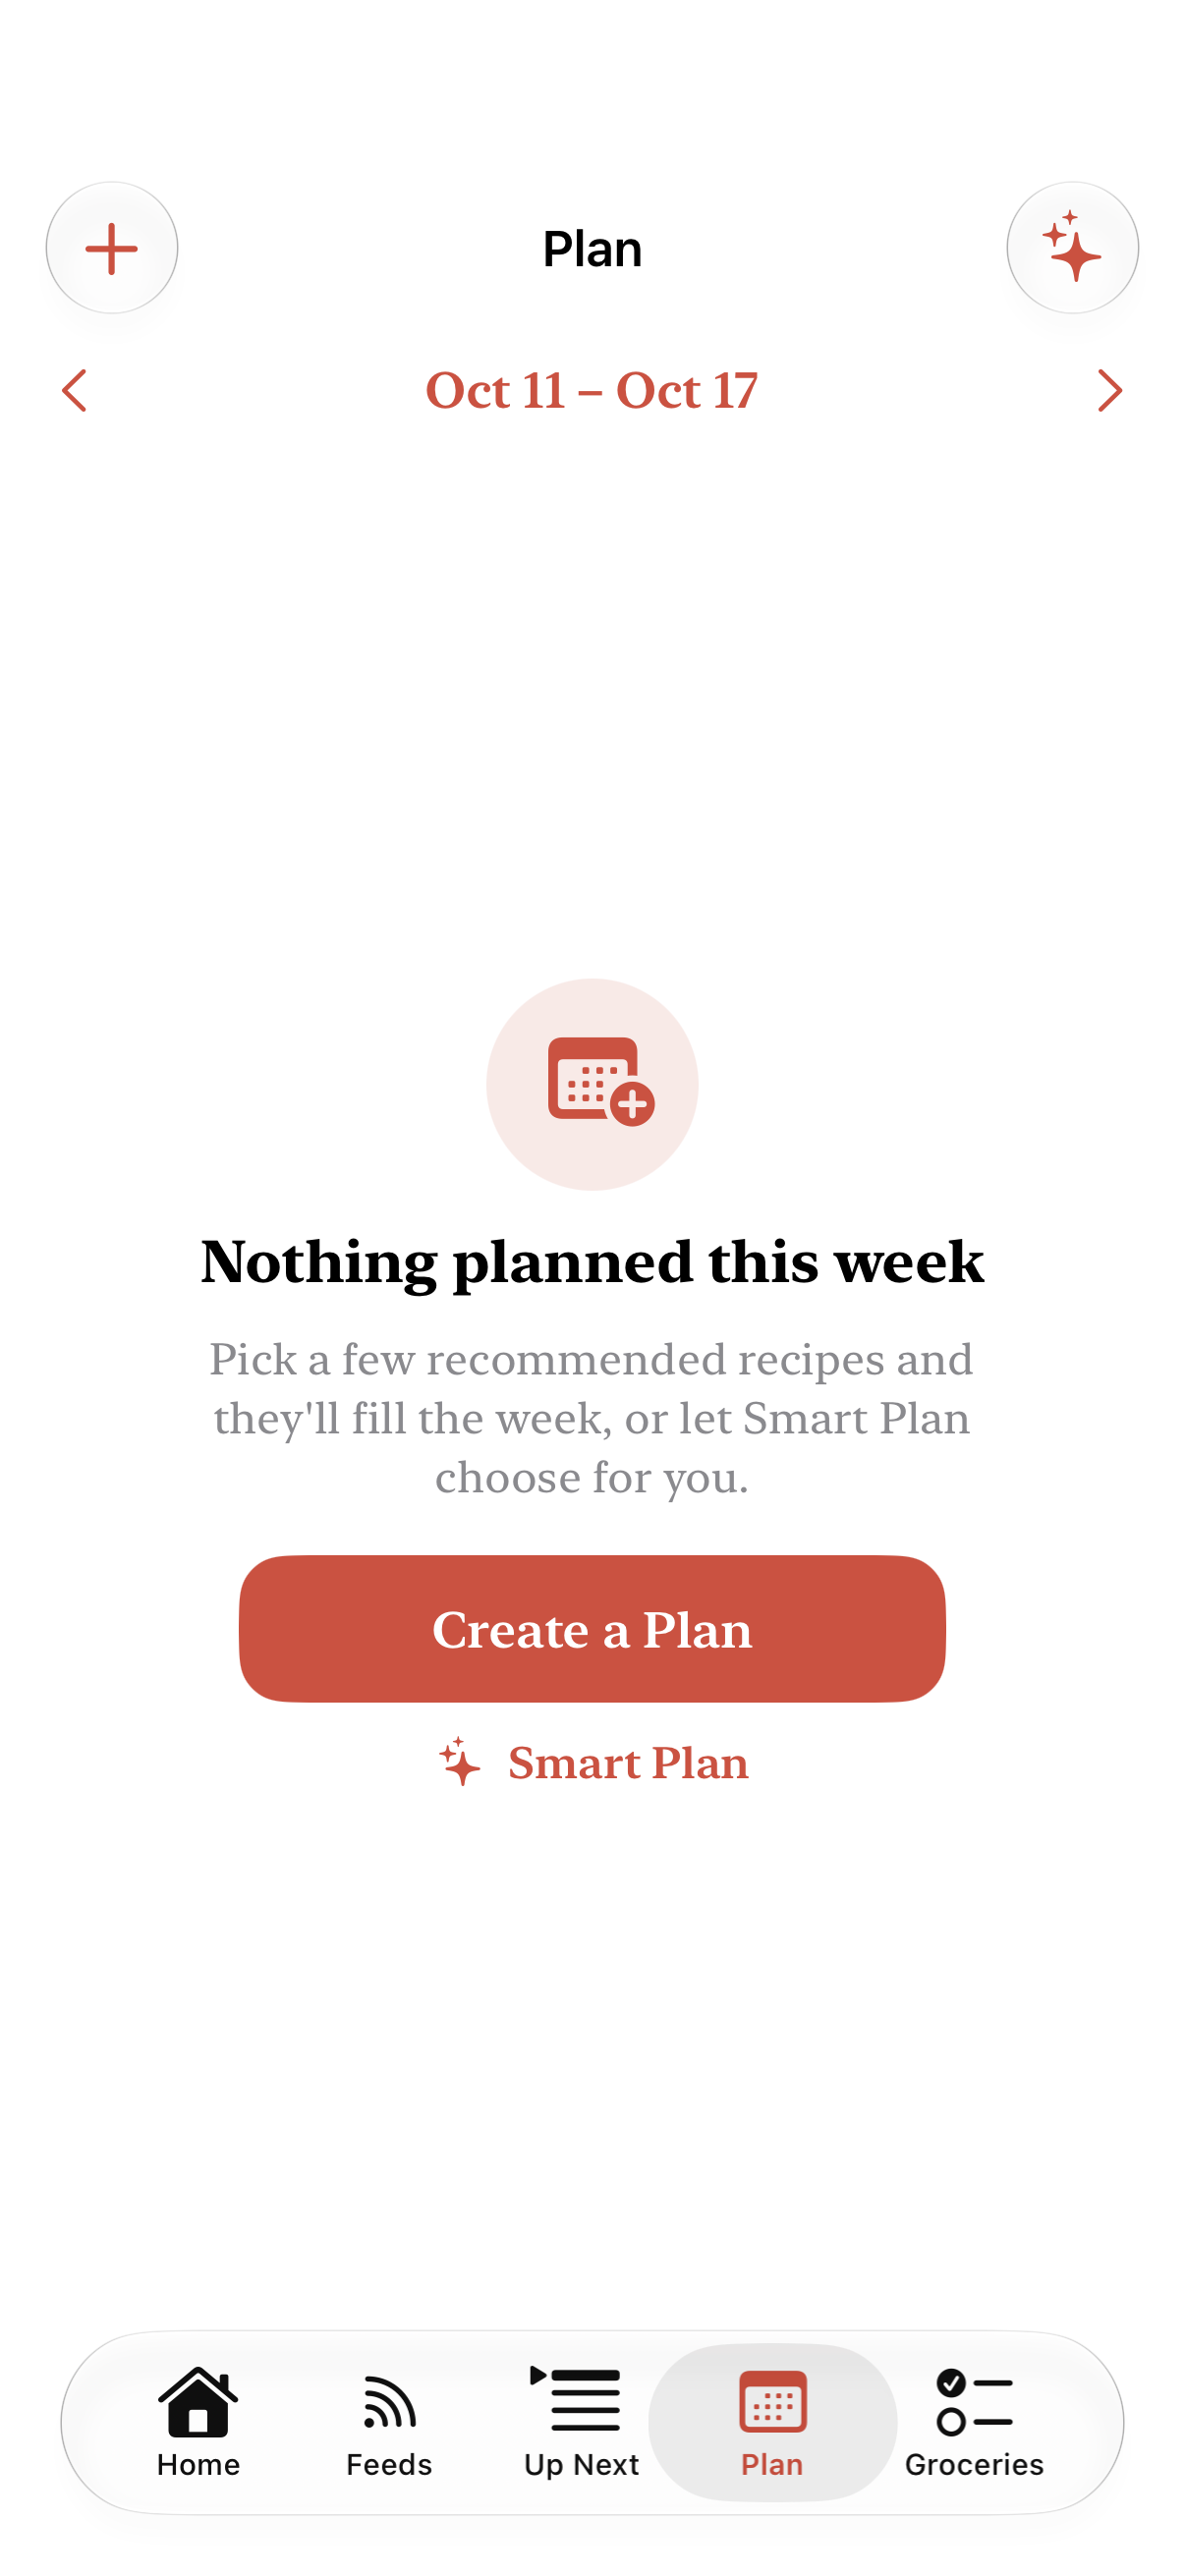 Plan
Oct 11 – Oct 17
Nothing planned this week
Pick a few recommended recipes and
they'll fill the week, or let Smart Plan
choose for you.
Create a Plan
Smart Plan
Home
Feeds
Up Next
Plan
Groceries